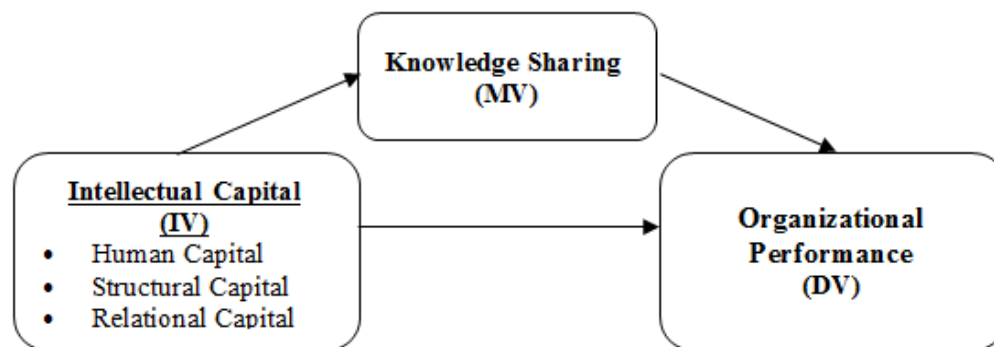 Knowledge Sharing
(MV)
Intellectual Capital
(IV)
• Human Capital
• Structural Capital
• Relational Capital
Organizational
Performance
(DV)